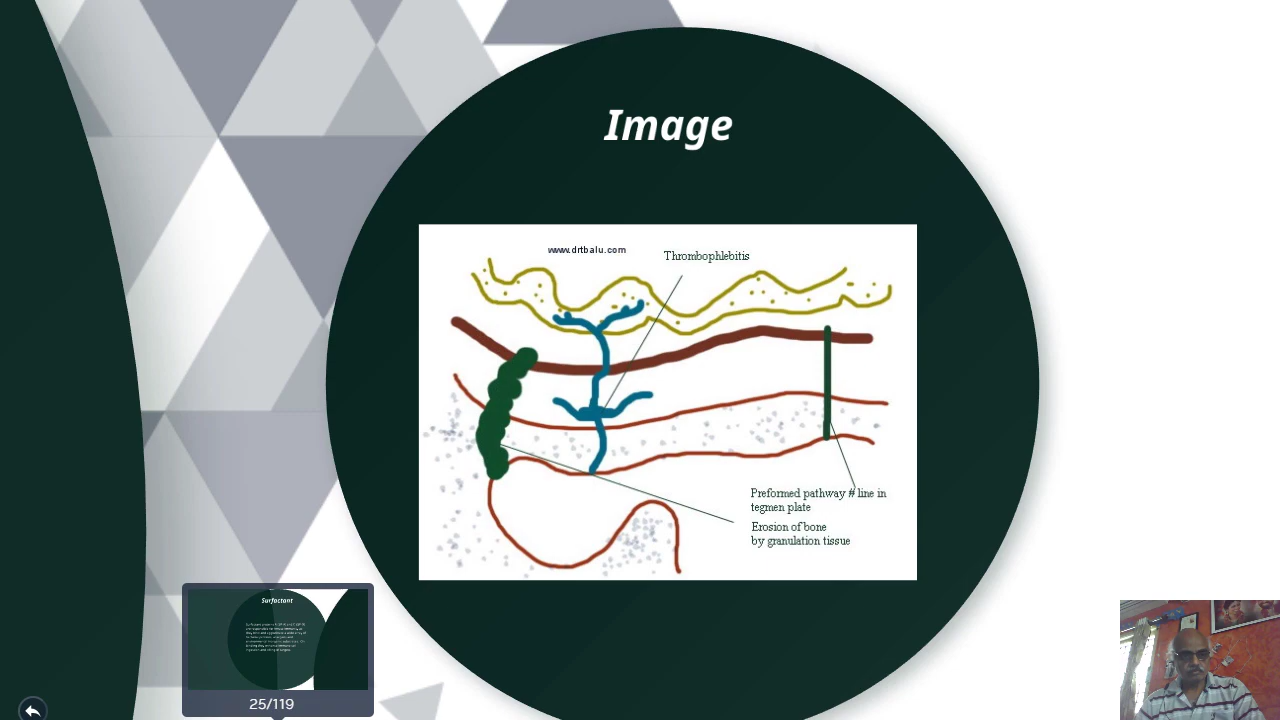 Image
www.drtbalu.com
Thrombophlebitis
Preformed pathway # line in
tegmen plate
Erosion of bone
by granulation tissue
Surfactant
25/119